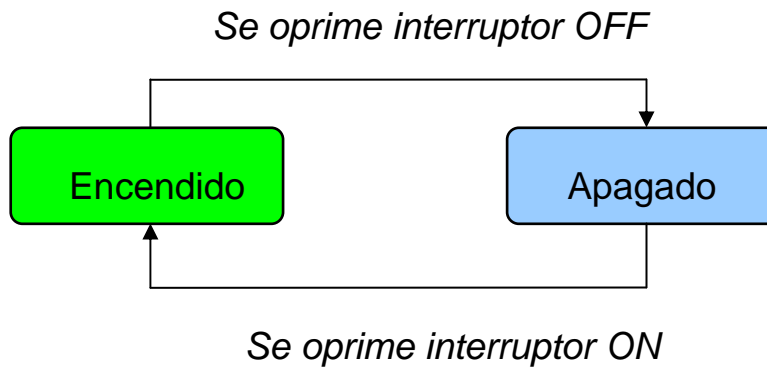 Se oprime interruptor OFF
Encendido
Apagado
Se oprime interruptor ON